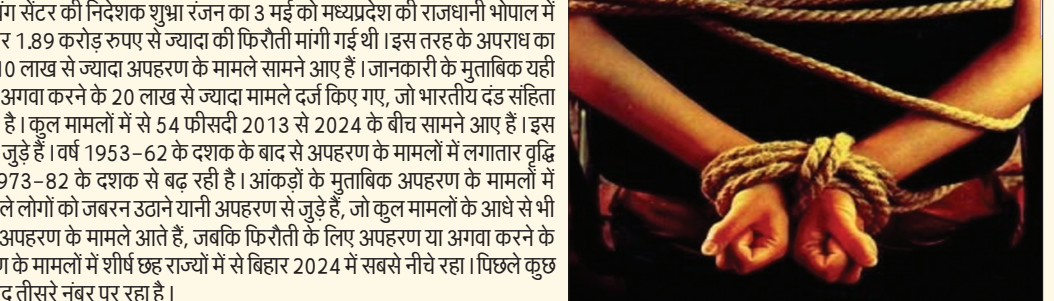 ंग सेंटर की निदेशक शुभ्रा रंजन का 3 मई को मध्यप्रदेश की राजधानी भोपाल में
र 1.89 करोड़ रुपए से ज्यादा की फिरौती मांगी गई थी। इस तरह के अपराध का
10 लाख से ज्यादा अपहरण के मामले सामने आए हैं। जानकारी के मुताबिक यही
अगवा करने के 20 लाख से ज्यादा मामले दर्ज किए गए, जो भारतीय दंड संहिता
है। कुल मामलों में से 54 फीसदी 2013 से 2024 के बीच सामने आए हैं। इस
जुड़े हैं। वर्ष 1953-62 के दशक के बाद से अपहरण के मामलों में लगातार वृद्धि
973-82 के दशक से बढ़ रही है। आंकड़ों के मुताबिक अपहरण के मामलों में
ले लोगों को जबरन उठाने यानी अपहरण से जुड़े हैं, जो कुल मामलों के आधे से भी
अपहरण के मामले आते हैं, जबकि फिरौती के लिए अपहरण या अगवा करने के
ण के मामलों में शीर्ष छह राज्यों में से बिहार 2024 में सबसे नीचे रहा। पिछले कुछ
द तीसरे नंबर पर रहा है।